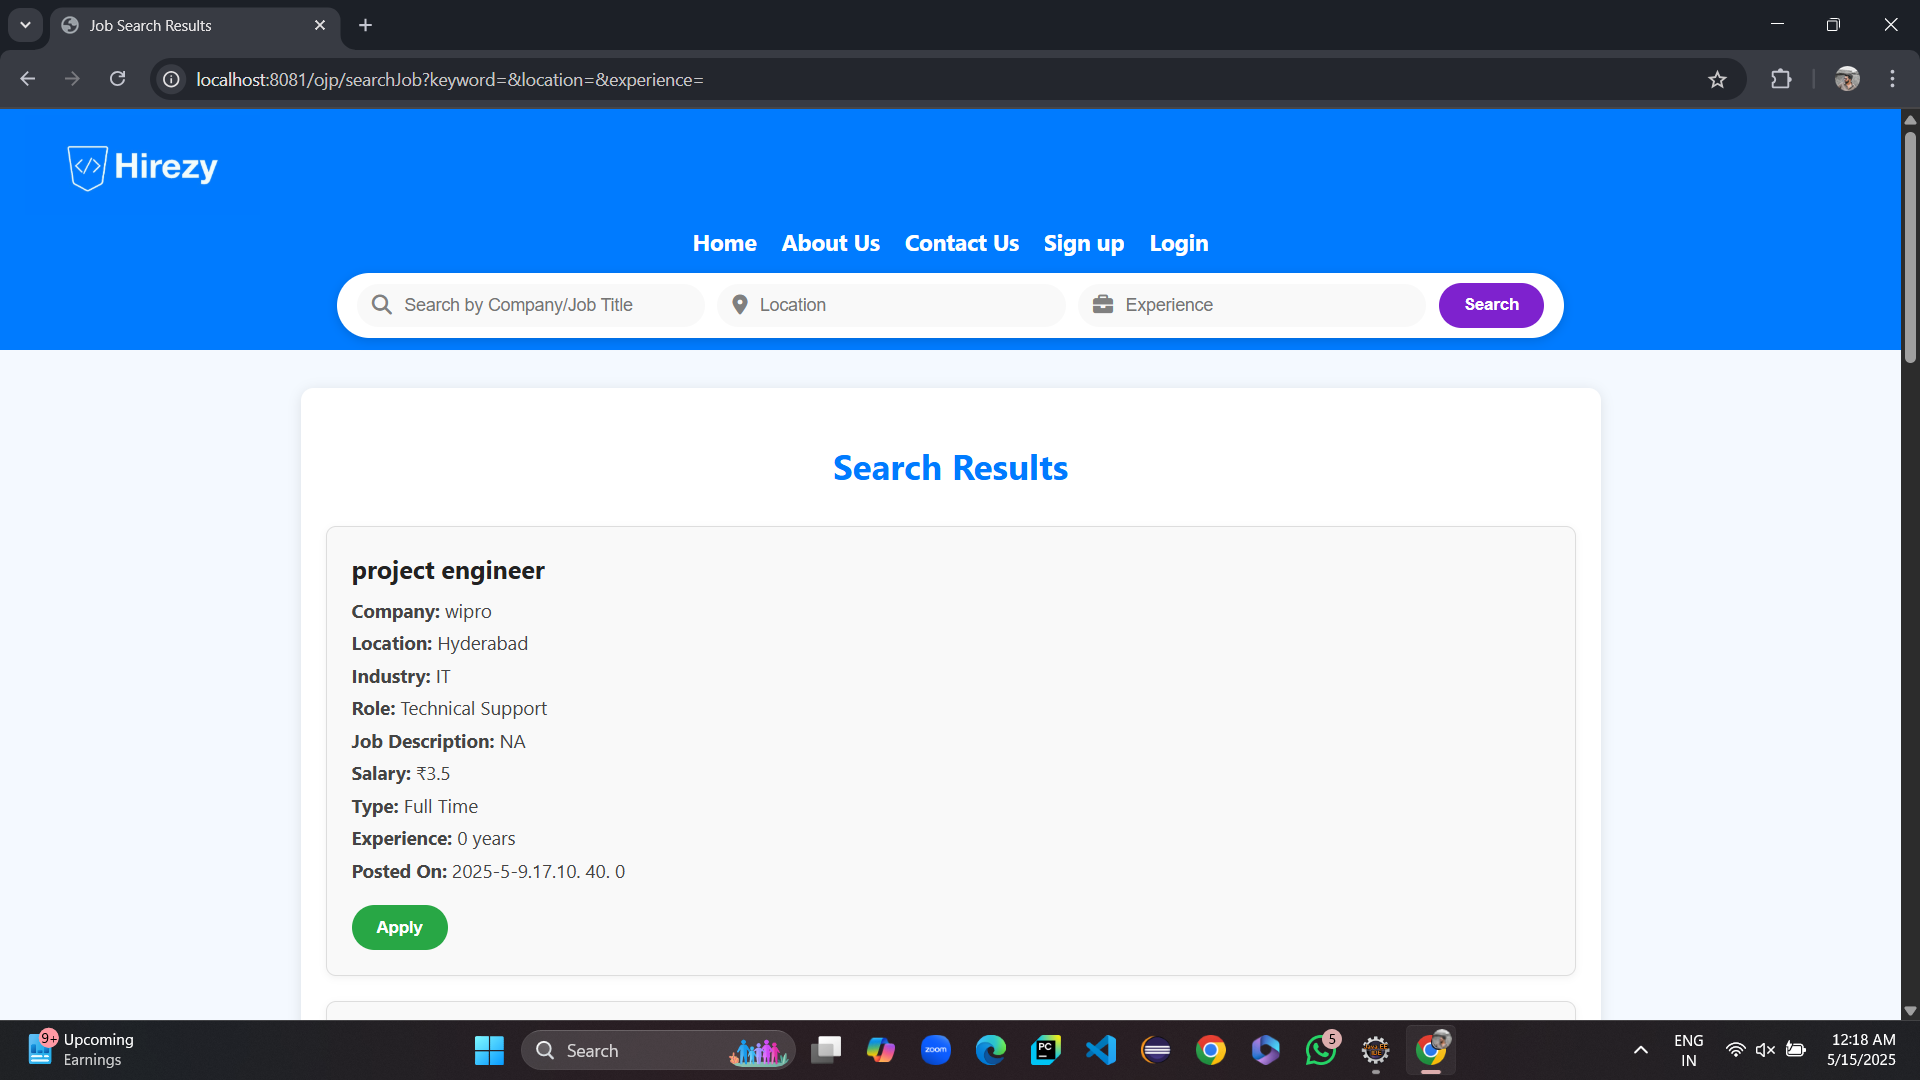 Job Search Results
localhost:8081/ojp/searchJob?keyword=&location=&experience=
</> Hirezy
Home About Us Contact Us Sign up Login
Search by Company/Job Title Location Experience Search
Search Results
project engineer
Company: wipro
Location: Hyderabad
Industry: IT
Role: Technical Support
Job Description: NA
Salary: ₹3.5
Type: Full Time
Experience: 0 years
Posted On: 2025-5-9.17.10. 40. 0
Apply
9+ Upcoming
Earnings
Search
zoom
PC
5
ENG
IN
12:18 AM
5/15/2025